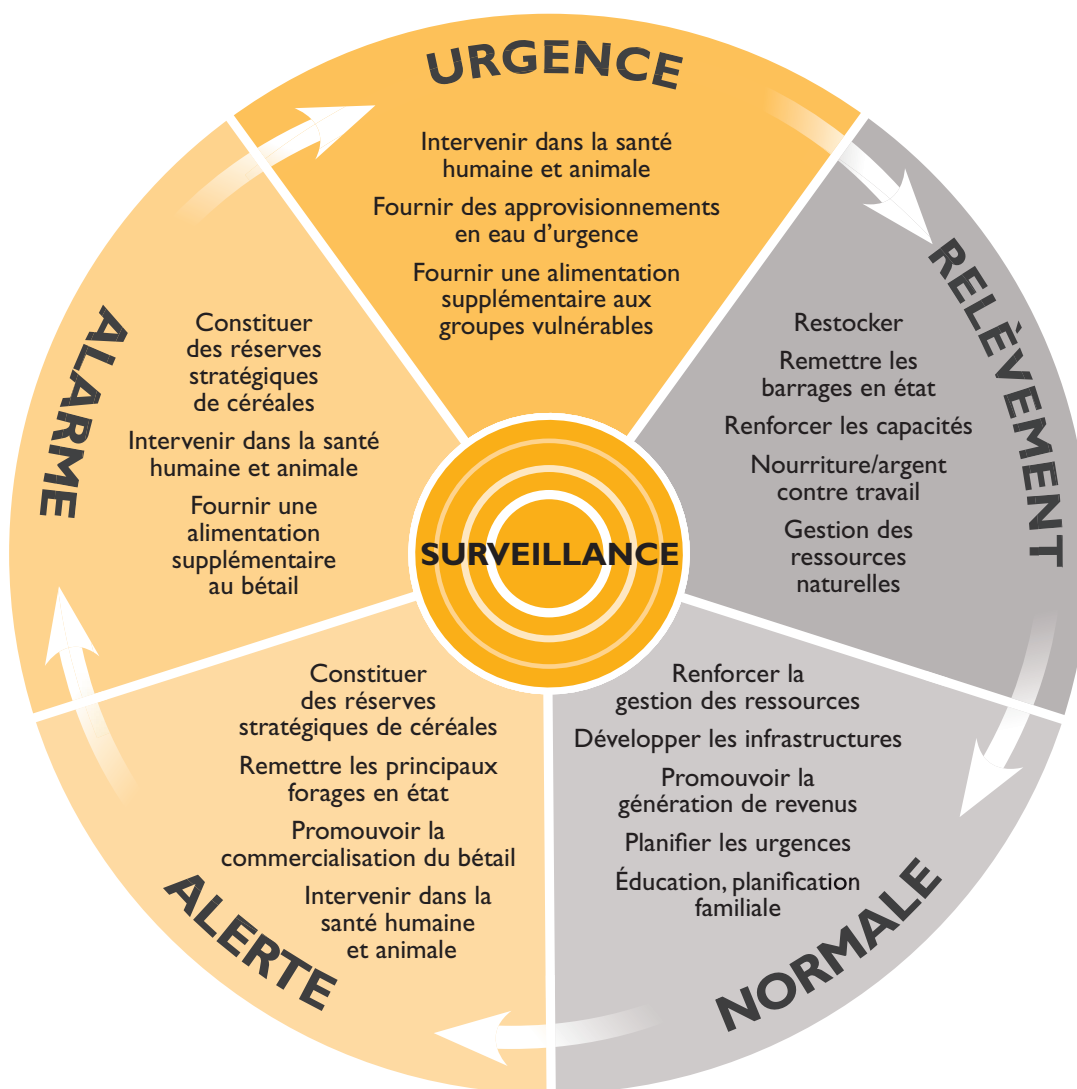 URGENCE
Intervenir dans la santé
humaine et animale
Fournir des approvisionnements
en eau d’urgence
Fournir une alimentation
supplémentaire aux
groupes vulnérables
RELÈVEMENT
Restocker
Remettre les
barrages en état
Renforcer les capacités
Nourriture/argent
contre travail
Gestion des
ressources
naturelles
NORMALE
Renforcer la
gestion des ressources
Développer les infrastructures
Promouvoir la
génération de revenus
Planifier les urgences
Éducation, planification
familiale
ALERTE
Constituer
des réserves
stratégiques de céréales
Remettre les principaux
forages en état
Promouvoir la
commercialisation du bétail
Intervenir dans la
santé humaine
et animale
ALARME
Constituer
des réserves
stratégiques
de céréales
Intervenir dans la santé
humaine et animale
Fournir une
alimentation
supplémentaire
au bétail
SURVEILLANCE